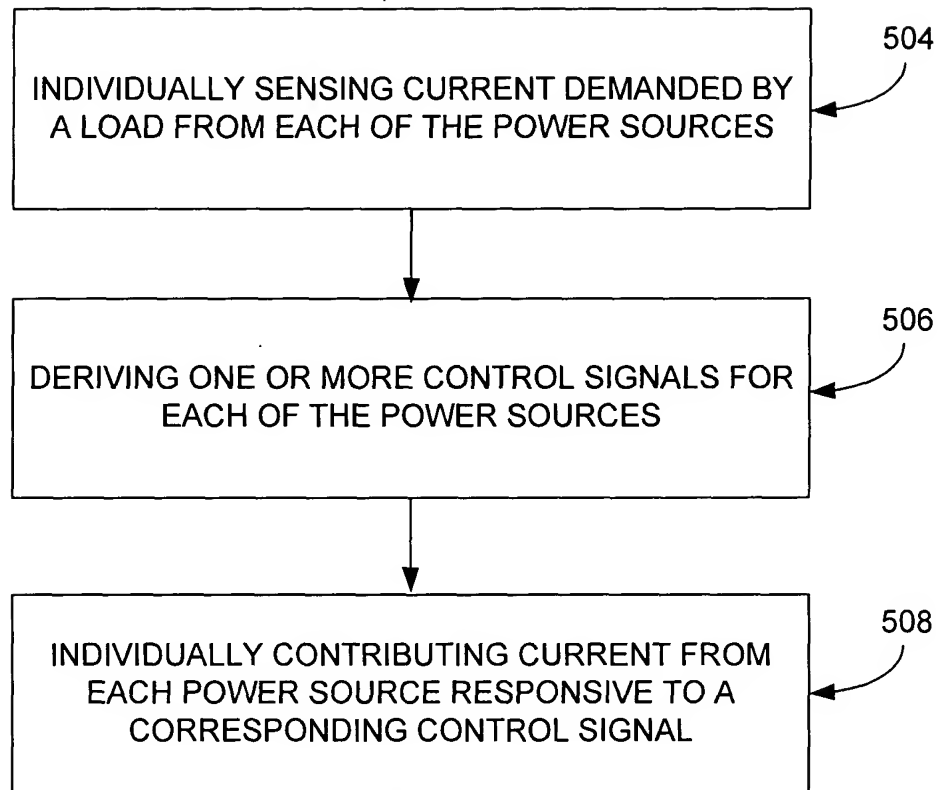 504
INDIVIDUALLY SENSING CURRENT DEMANDED BY
A LOAD FROM EACH OF THE POWER SOURCES
506
DERIVING ONE OR MORE CONTROL SIGNALS FOR
EACH OF THE POWER SOURCES
508
INDIVIDUALLY CONTRIBUTING CURRENT FROM
EACH POWER SOURCE RESPONSIVE TO A
CORRESPONDING CONTROL SIGNAL